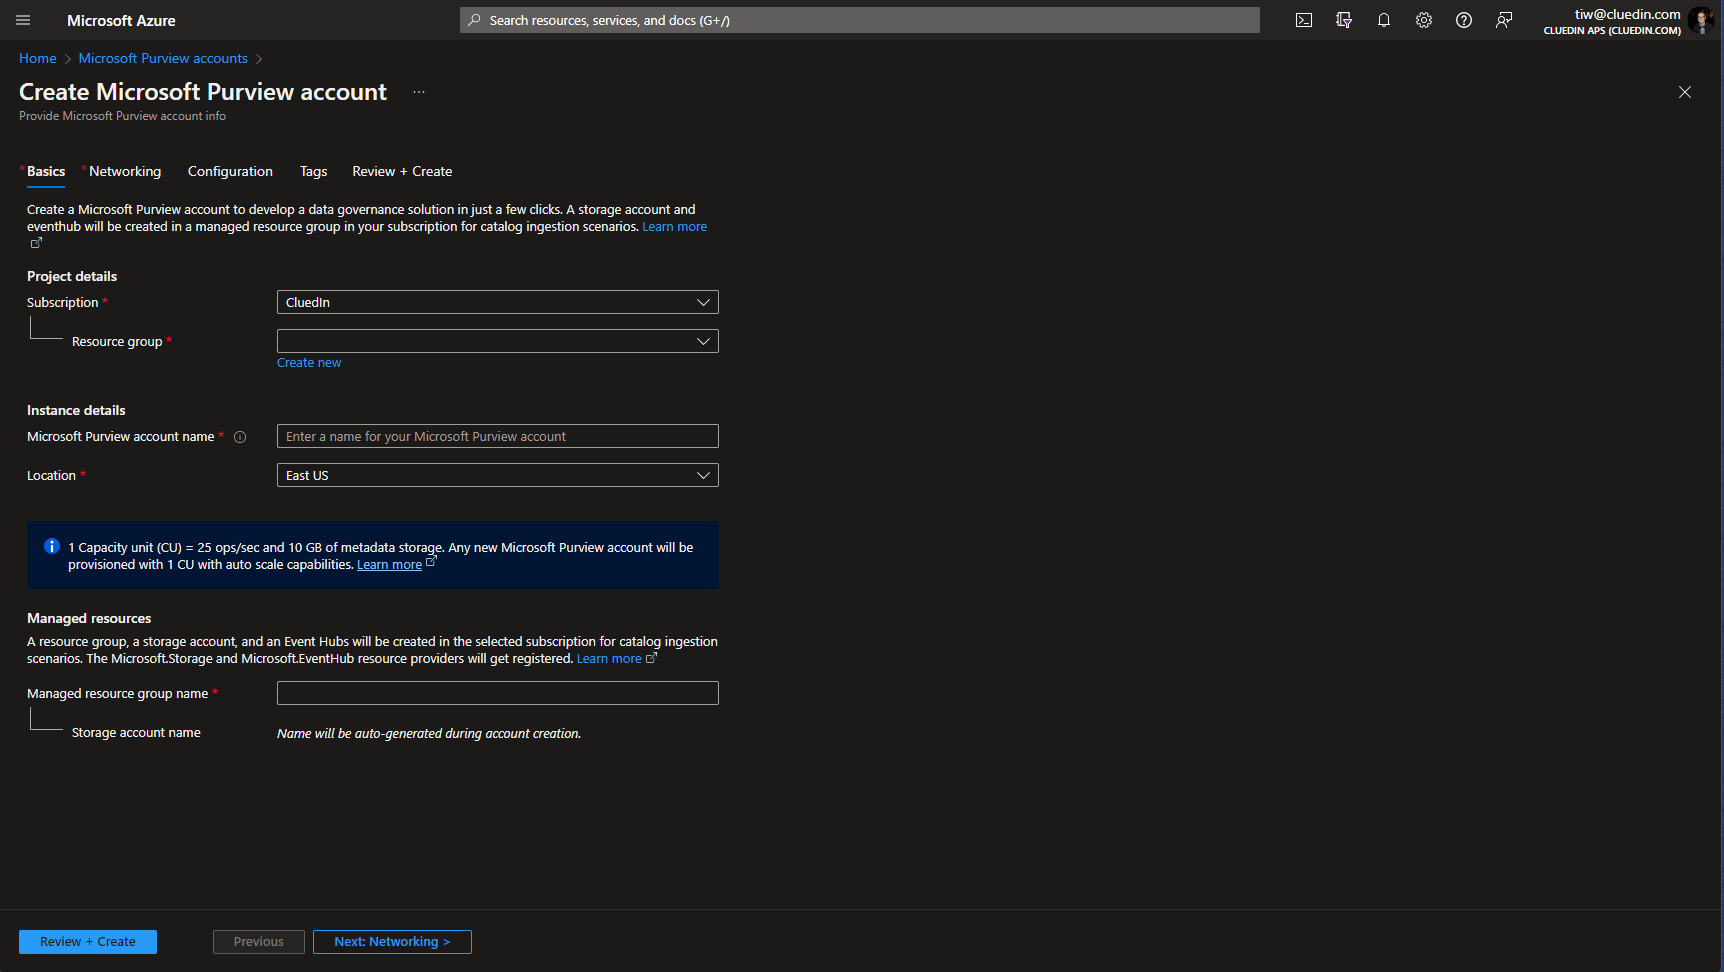 Microsoft Azure
Search resources, services, and docs (G+/)
tiw@cluedin.com
CLUEDIN APS (CLUEDIN.COM)
Home > Microsoft Purview accounts >
Create Microsoft Purview account ...
Provide Microsoft Purview account info
* Basics * Networking Configuration Tags Review + Create
Create a Microsoft Purview account to develop a data governance solution in just a few clicks. A storage account and
eventhub will be created in a managed resource group in your subscription for catalog ingestion scenarios. Learn more
Project details
Subscription * CluedIn
Resource group *
Create new
Instance details
Microsoft Purview account name * Enter a name for your Microsoft Purview account
Location * East US
1 Capacity unit (CU) = 25 ops/sec and 10 GB of metadata storage. Any new Microsoft Purview account will be
provisioned with 1 CU with auto scale capabilities. Learn more
Managed resources
A resource group, a storage account, and an Event Hubs will be created in the selected subscription for catalog ingestion
scenarios. The Microsoft.Storage and Microsoft.EventHub resource providers will get registered. Learn more
Managed resource group name *
Storage account name Name will be auto-generated during account creation.
Review + Create Previous Next: Networking >